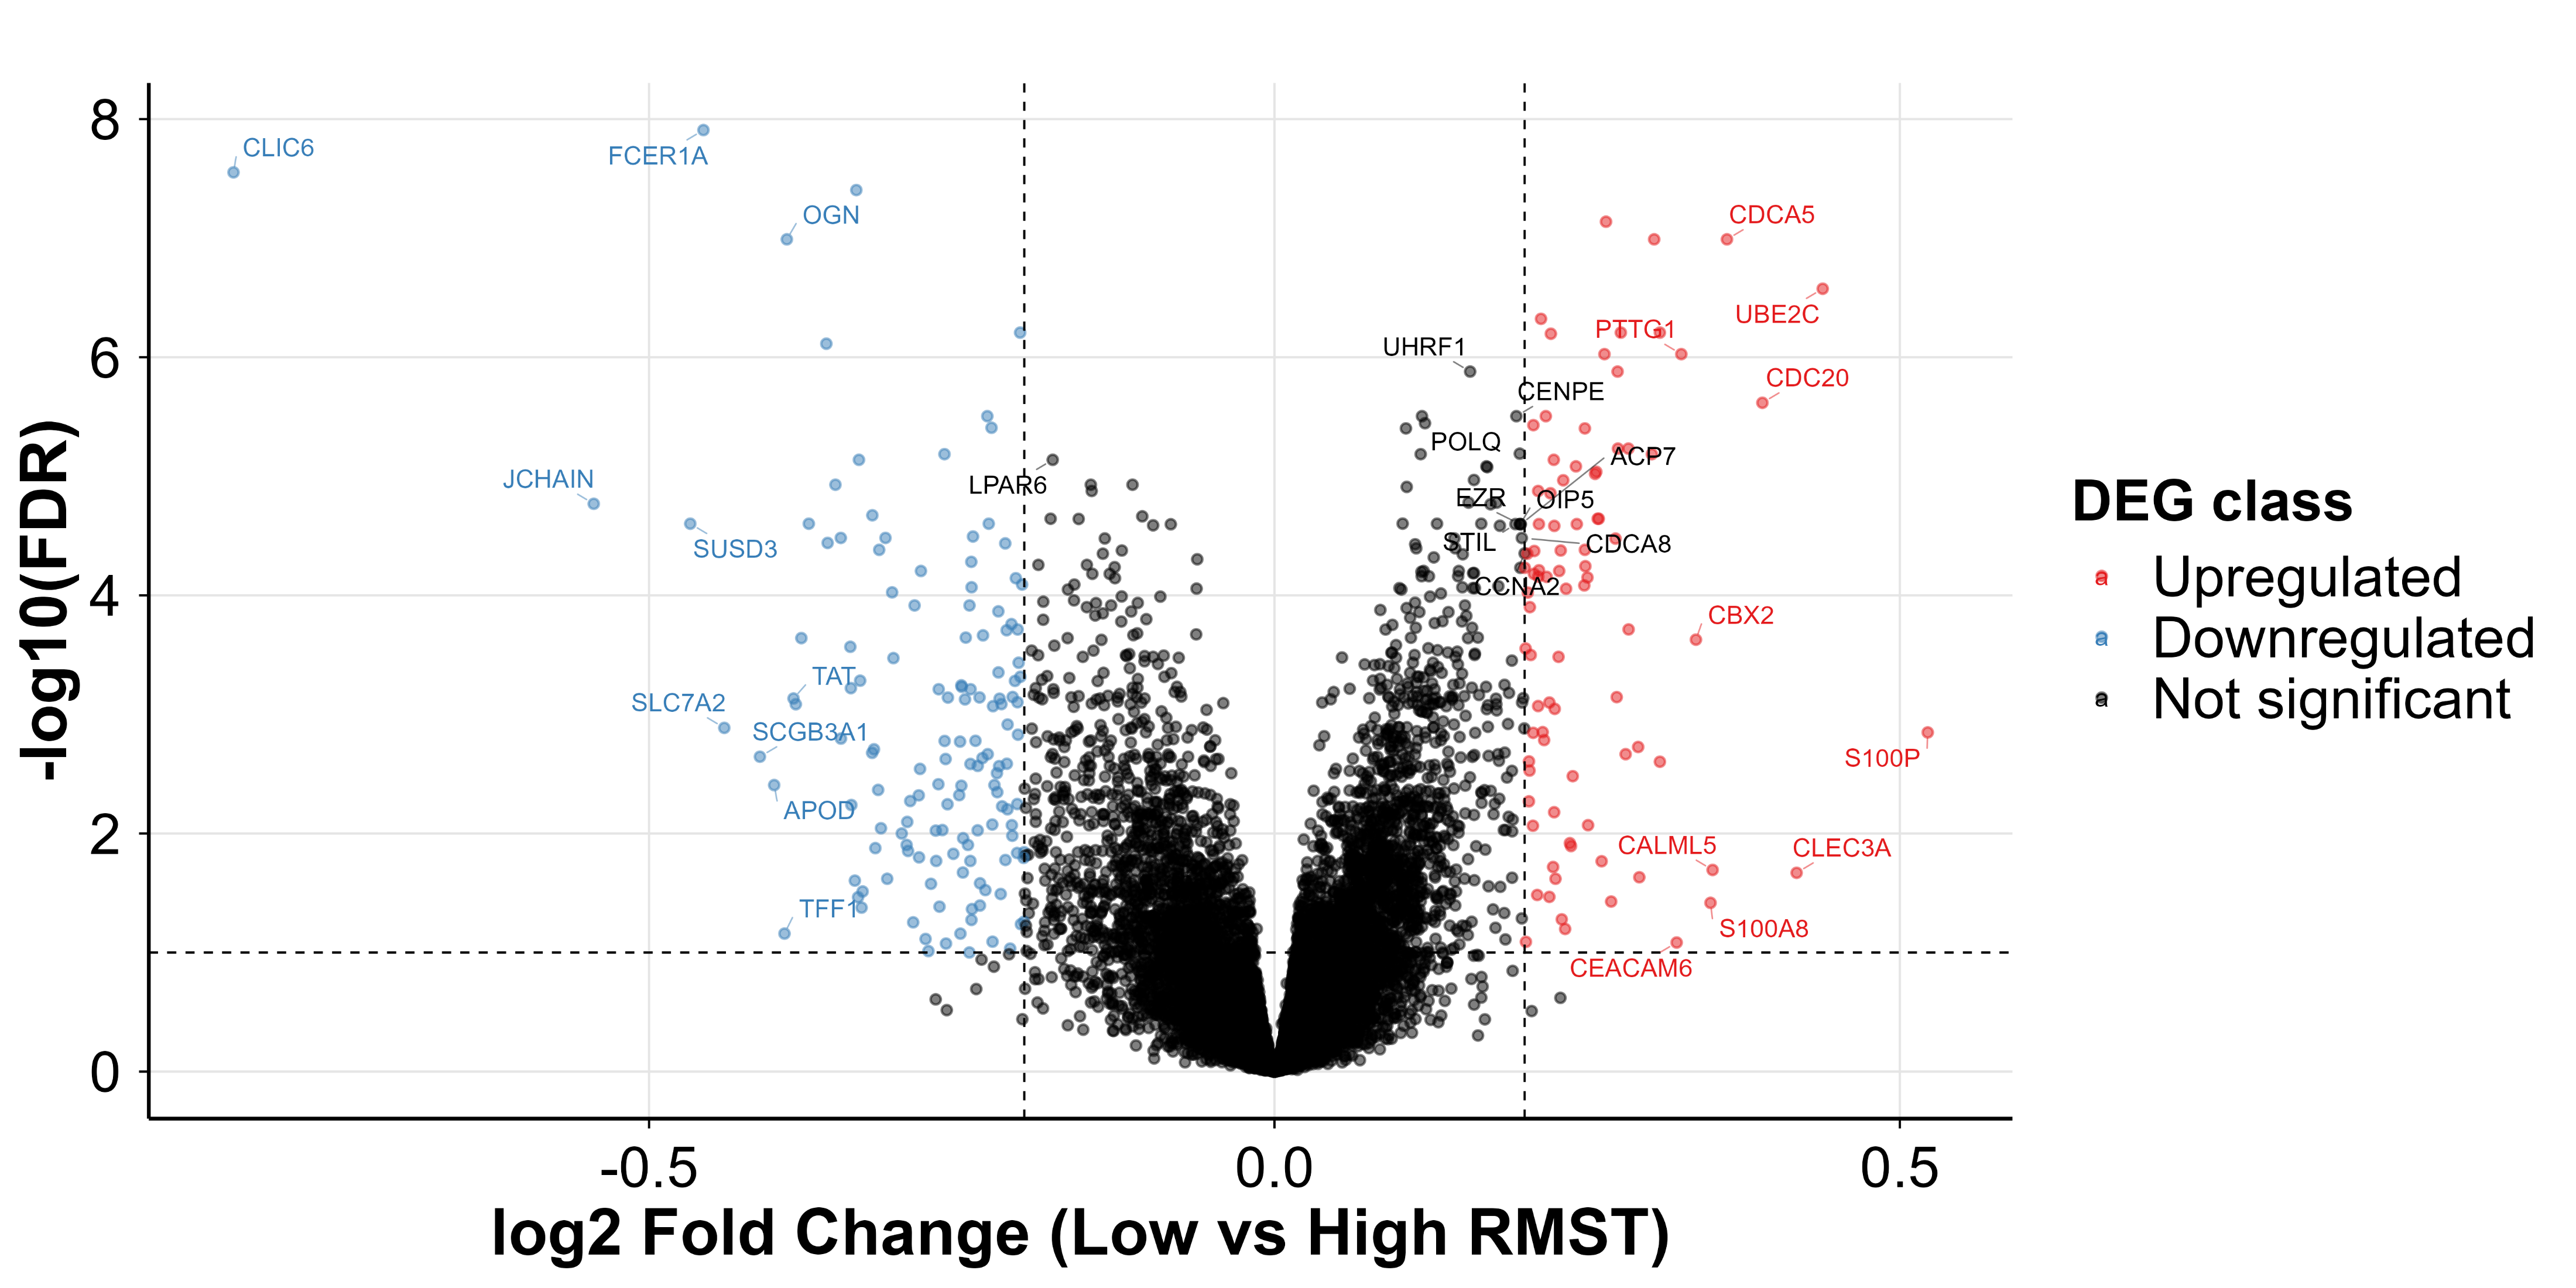 8
CLIC6
FCER1A
OGN
CDCA5
UBE2C
PTTG1
UHRF1
6
CDC20
CENPE
POLQ
ACP7
JCHAIN
LPAR6
EZR
OIP5
SUSD3
STIL
CDCA8
CCNA2
4
CBX2
TAT
SLC7A2
SCGB3A1
S100P
APOD
2
CALML5
CLEC3A
TFF1
S100A8
CEACAM6
0
-log10(FDR)
-0.5
0.0
0.5
log2 Fold Change (Low vs High RMST)
DEG class
a Upregulated
a Downregulated
a Not significant